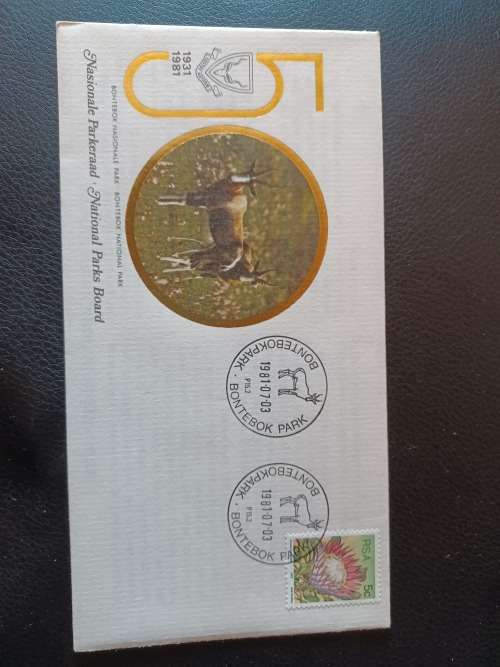 50
1931
1981
BONTEBOK NASIONALE PARK · BONTEBOK NATIONAL PARK
Nasionale Parkeraad · National Parks Board
BONTEBOKPARK · BONTEBOK PARK
1981·07·03
BONTEBOKPARK · BONTEBOK PARK
1981·07·03
RSA
5c